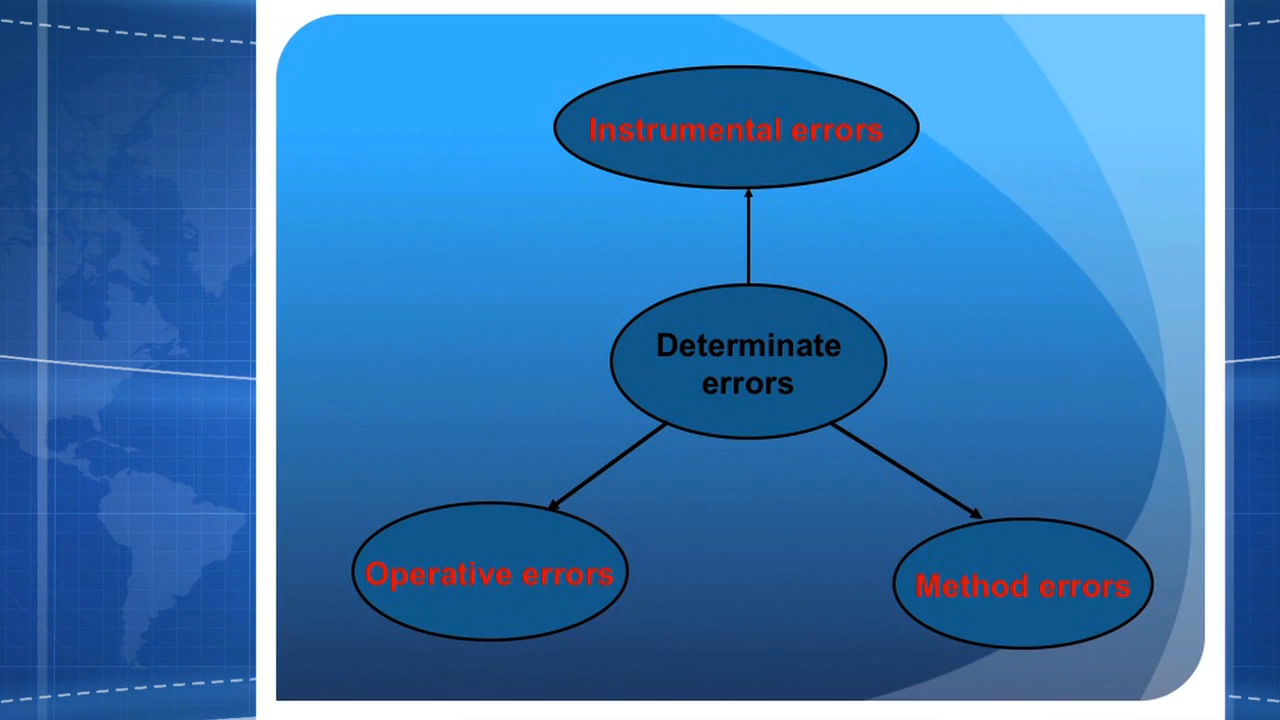 Instrumental errors
Determinate
errors
Operative errors
Method errors